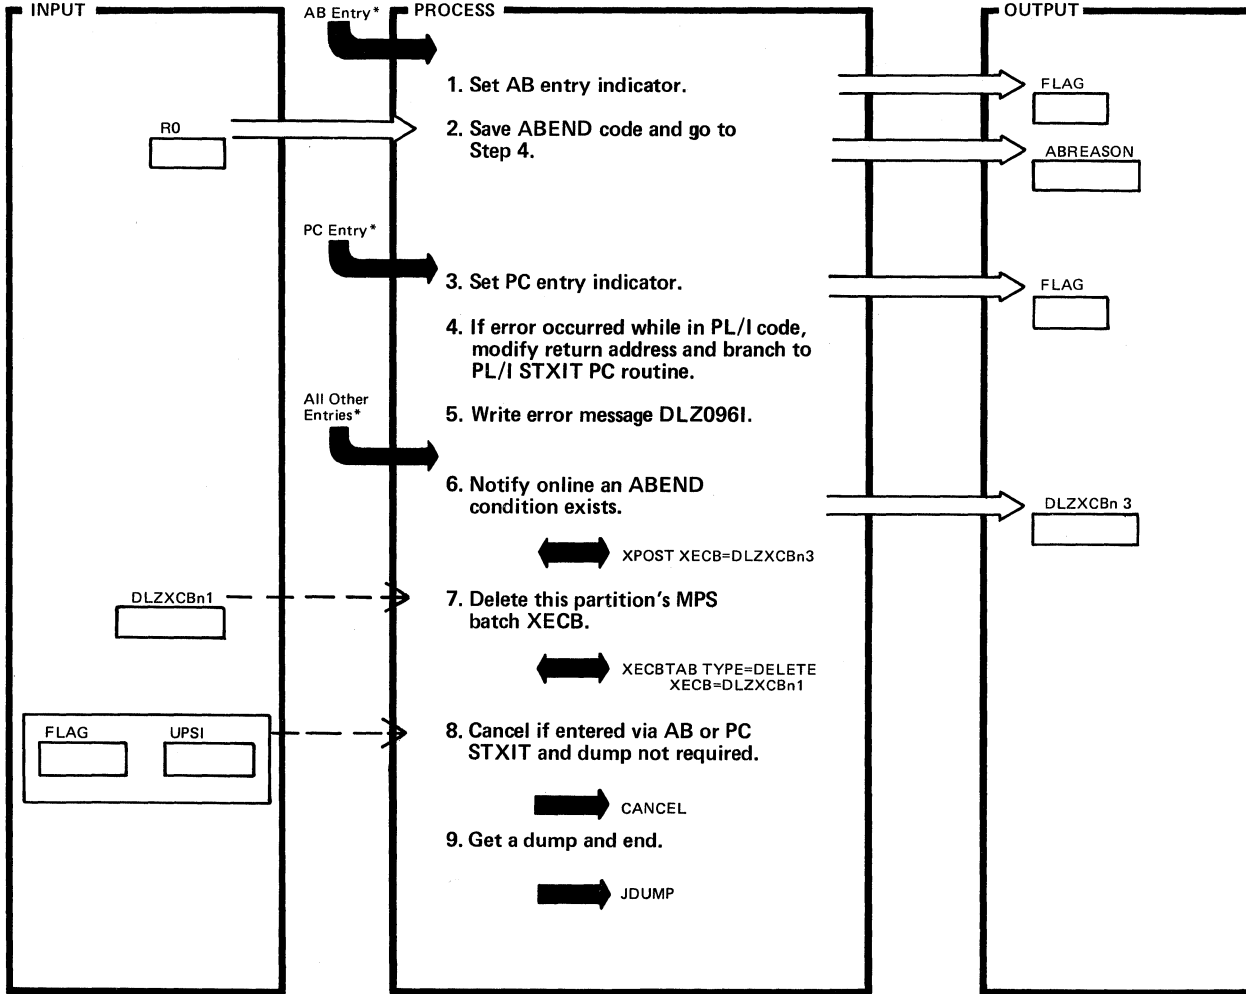 INPUT
AB Entry*
PROCESS
OUTPUT
1. Set AB entry indicator.
FLAG
R0
2. Save ABEND code and go to
Step 4.
ABREASON
PC Entry*
3. Set PC entry indicator.
FLAG
4. If error occurred while in PL/I code,
modify return address and branch to
PL/I STXIT PC routine.
All Other
Entries*
5. Write error message DLZ096I.
6. Notify online an ABEND
condition exists.
DLZXCBn 3
XPOST XECB=DLZXCBn3
DLZXCBn1
7. Delete this partition's MPS
batch XECB.
XECBTAB TYPE=DELETE
XECB=DLZXCBn1
FLAG
UPSI
8. Cancel if entered via AB or PC
STXIT and dump not required.
CANCEL
9. Get a dump and end.
JDUMP